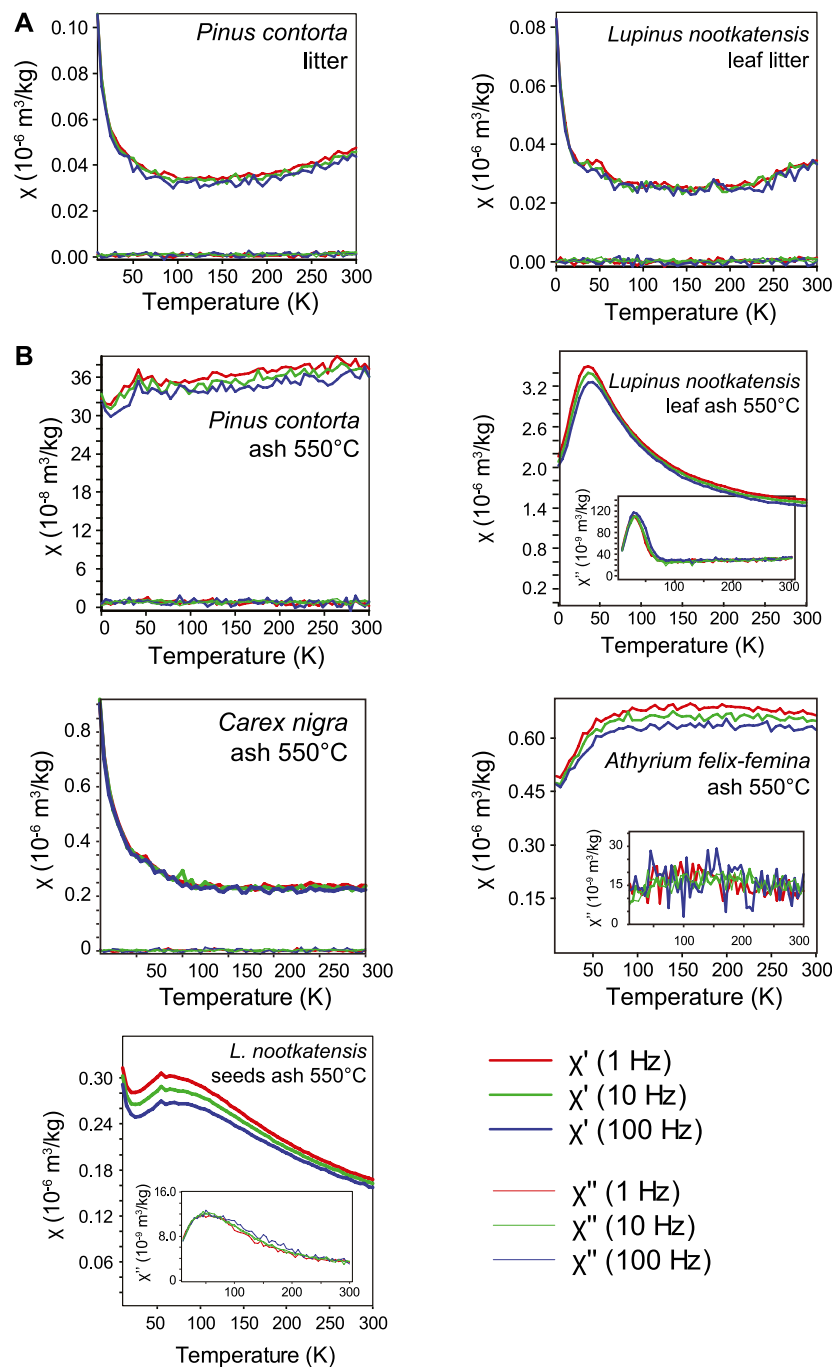 A
Pinus contorta
litter
χ (10⁻⁶ m³/kg)
0.10
0.08
0.06
0.04
0.02
0.00
50 100 150 200 250 300
Temperature (K)
Lupinus nootkatensis
leaf litter
χ (10⁻⁶ m³/kg)
0.08
0.06
0.04
0.02
0.00
0 50 100 150 200 250 300
Temperature (K)
B
Pinus contorta
ash 550°C
χ (10⁻⁸ m³/kg)
36
30
24
18
12
6
0
0 50 100 150 200 250 300
Temperature (K)
Lupinus nootkatensis
leaf ash 550°C
χ (10⁻⁶ m³/kg)
3.2
2.6
2.0
1.4
0.8
0.2
χ'' (10⁻⁹ m³/kg)
120
80
40
0
100 200 300
0 50 100 150 200 250 300
Temperature (K)
Carex nigra
ash 550°C
χ (10⁻⁶ m³/kg)
0.8
0.6
0.4
0.2
0
50 100 150 200 250 300
Temperature (K)
Athyrium felix-femina
ash 550°C
χ (10⁻⁶ m³/kg)
0.60
0.45
0.30
0.15
χ'' (10⁻⁹ m³/kg)
30
15
0
100 200 300
50 100 150 200 250 300
Temperature (K)
L. nootkatensis
seeds ash 550°C
χ (10⁻⁶ m³/kg)
0.30
0.24
0.18
0.12
0.06
χ'' (10⁻⁹ m³/kg)
16.0
8.0
0
100 200 300
50 100 150 200 250 300
Temperature (K)
χ' (1 Hz)
χ' (10 Hz)
χ' (100 Hz)
χ'' (1 Hz)
χ'' (10 Hz)
χ'' (100 Hz)